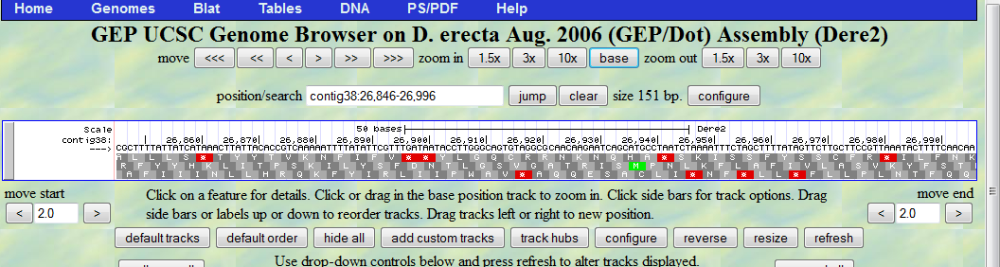 Home Genomes Blat Tables DNA PS/PDF Help
GEP UCSC Genome Browser on D. erecta Aug. 2006 (GEP/Dot) Assembly (Dere2)
move <<< << < > >> >>> zoom in 1.5x 3x 10x base zoom out 1.5x 3x 10x
position/search contig38:26,846-26,996 jump clear size 151 bp. configure
Scale 50 bases Dere2
contig38: 26,860 26,870 26,880 26,890 26,900 26,910 26,920 26,930 26,940 26,950 26,960 26,970 26,980 26,990
--->
move start Click on a feature for details. Click or drag in the base position track to zoom in. Click side bars for track options. Drag move end
< 2.0 > side bars or labels up or down to reorder tracks. Drag tracks left or right to new position. < 2.0 >
default tracks default order hide all add custom tracks track hubs configure reverse resize refresh
Use drop-down controls below and press refresh to alter tracks displayed.